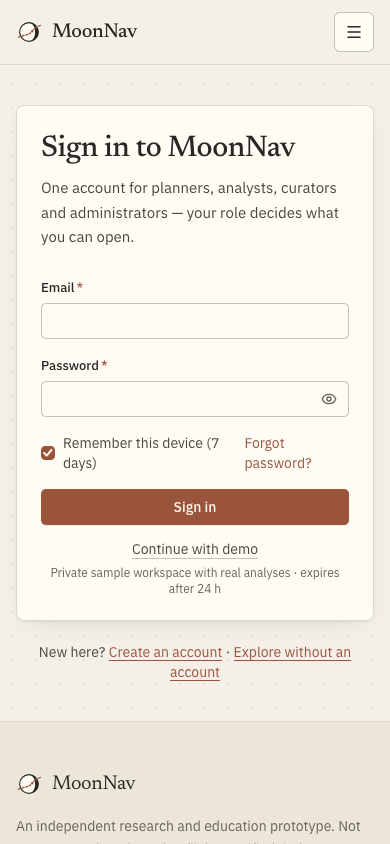 MoonNav
Sign in to MoonNav
One account for planners, analysts, curators
and administrators — your role decides what
you can open.
Email *
Password *
Remember this device (7
days)
Forgot
password?
Sign in
Continue with demo
Private sample workspace with real analyses · expires
after 24 h
New here? Create an account · Explore without an
account
MoonNav
An independent research and education prototype. Not